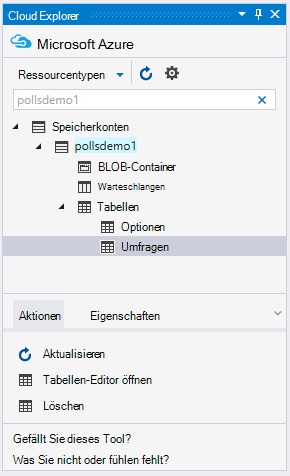 Cloud Explorer
Microsoft Azure
Ressourcentypen
pollsdemo1
Speicherkonten
pollsdemo1
BLOB-Container
Warteschlangen
Tabellen
Optionen
Umfragen
Aktionen Eigenschaften
Aktualisieren
Tabellen-Editor öffnen
Löschen
Gefällt Sie dieses Tool?
Was Sie nicht oder fühlen fehlt?